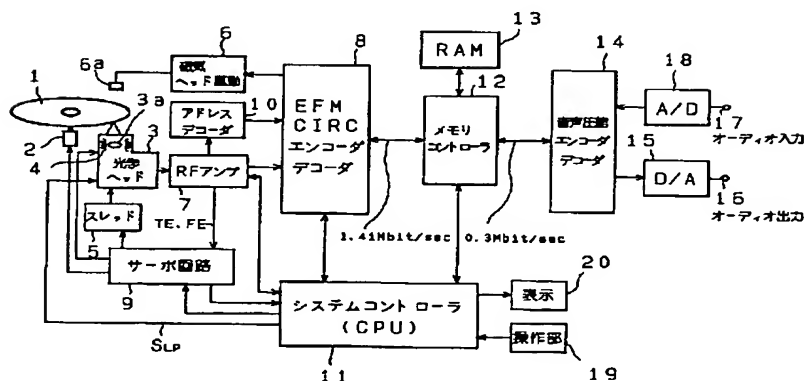 6
磁気
ヘッド駆動
6a
8
EFM
CIRC
エンコーダ
デコーダ
13
RAM
12
メモリ
コントローラ
14
音声圧縮
エンコーダ
デコーダ
18
A/D
17
オーディオ入力
15
D/A
16
オーディオ出力
1
3a
3
2
4
光学
ヘッド
アドレス
デコーダ
10
RFアンプ
7
スレッド
5
TE.FE
サーボ回路
9
1.41Mbit/sec
0.3Mbit/sec
システムコントローラ
(CPU)
11
SLP
表示
20
操作部
19